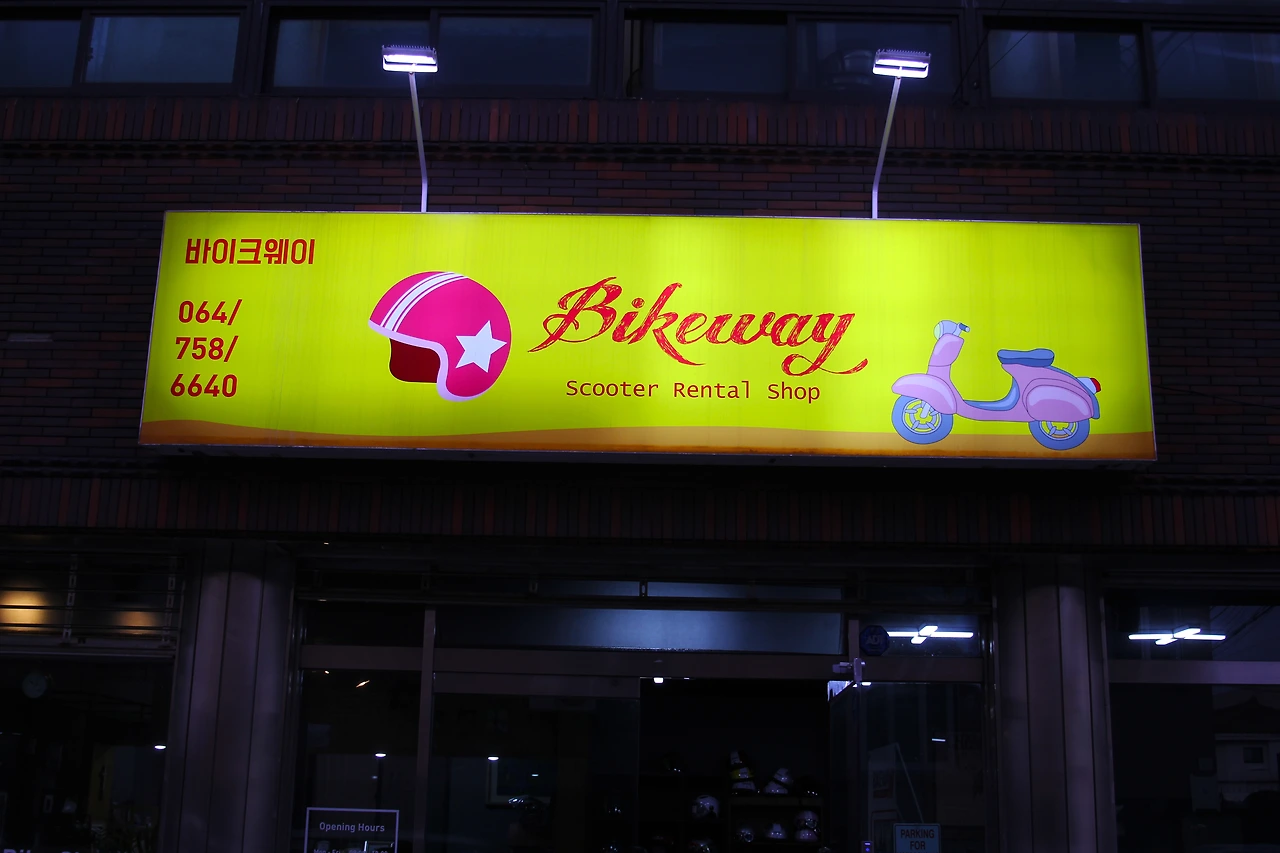 바이크웨이
064/
758/
6640
Bikeway
Scooter Rental Shop
Opening Hours
PARKING
FOR